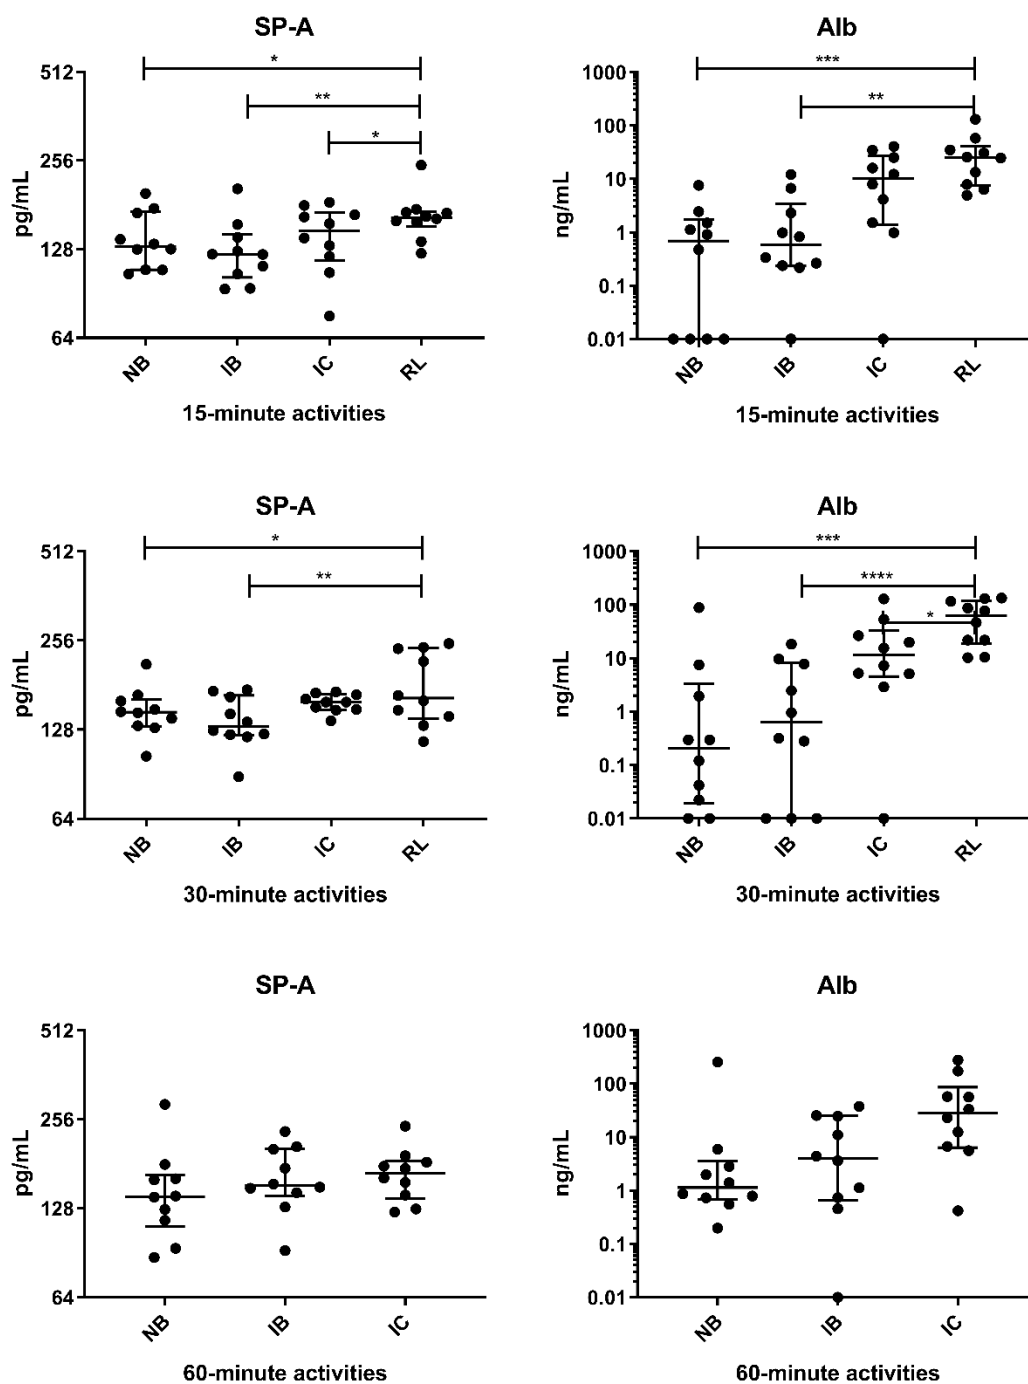 SP-A
*
**
*
512
256
128
64
pg/mL
NB
IB
IC
RL
15-minute activities
Alb
***
**
1000
100
10
1
0.1
0.01
ng/mL
NB
IB
IC
RL
15-minute activities
SP-A
*
**
512
256
128
64
pg/mL
NB
IB
IC
RL
30-minute activities
Alb
***
****
*
1000
100
10
1
0.1
0.01
ng/mL
NB
IB
IC
RL
30-minute activities
SP-A
512
256
128
64
pg/mL
NB
IB
IC
60-minute activities
Alb
1000
100
10
1
0.1
0.01
ng/mL
NB
IB
IC
60-minute activities